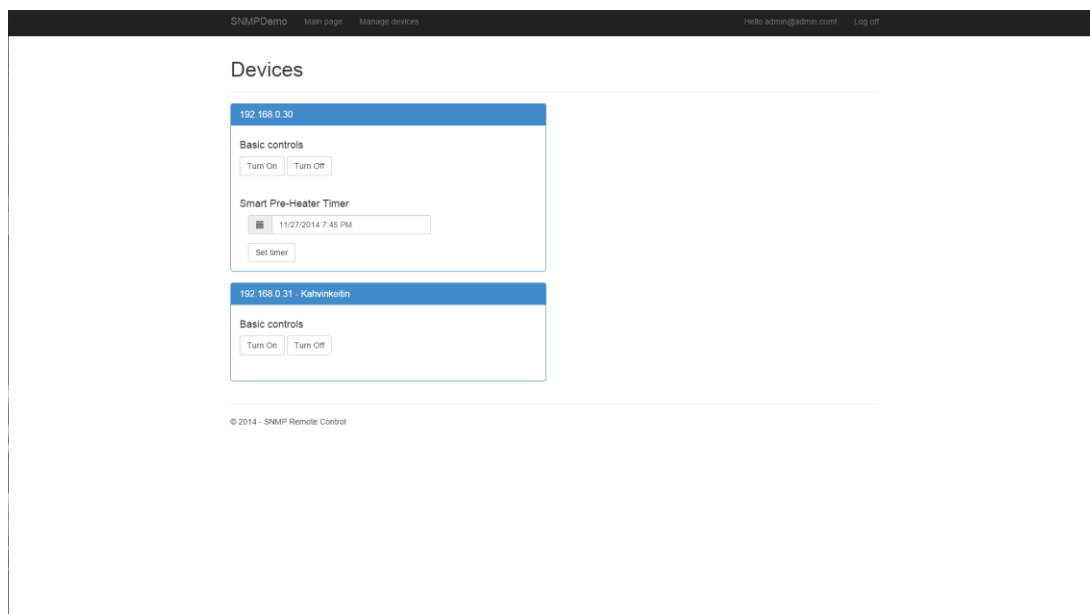 SNMPDemo Main page Manage devices Hello admin@admin.com! Log off
Devices
192.168.0.30
Basic controls
Turn On Turn Off
Smart Pre-Heater Timer
11/27/2014 7:45 PM
Set timer
192.168.0.31 - Kahvinkeitin
Basic controls
Turn On Turn Off
© 2014 - SNMP Remote Control